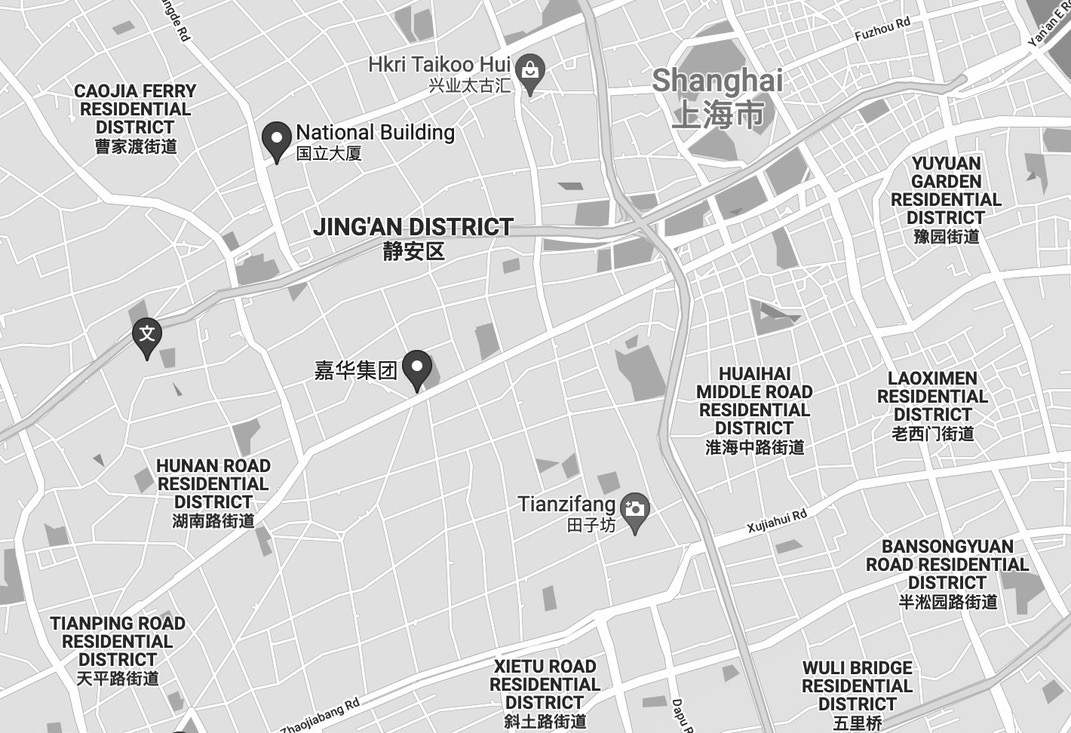 Fuzhou Rd
Yan'an E Rd
Hkri Taikoo Hui
兴业太古汇
Shanghai
上海市
CAOJIA FERRY
RESIDENTIAL
DISTRICT
曹家渡街道
National Building
国立大厦
YUYUAN
GARDEN
RESIDENTIAL
DISTRICT
豫园街道
JING'AN DISTRICT
静安区
文
嘉华集团
HUAIHAI
MIDDLE ROAD
RESIDENTIAL
DISTRICT
淮海中路街道
LAOXIMEN
RESIDENTIAL
DISTRICT
老西门街道
HUNAN ROAD
RESIDENTIAL
DISTRICT
湖南路街道
Tianzifang
田子坊
Xujiahui Rd
BANSONGYUAN
ROAD RESIDENTIAL
DISTRICT
半淞园路街道
TIANPING ROAD
RESIDENTIAL
DISTRICT
天平路街道
XIETU ROAD
RESIDENTIAL
DISTRICT
斜土路街道
WULI BRIDGE
RESIDENTIAL
DISTRICT
五里桥
Zhaojiabang Rd
Dapu R